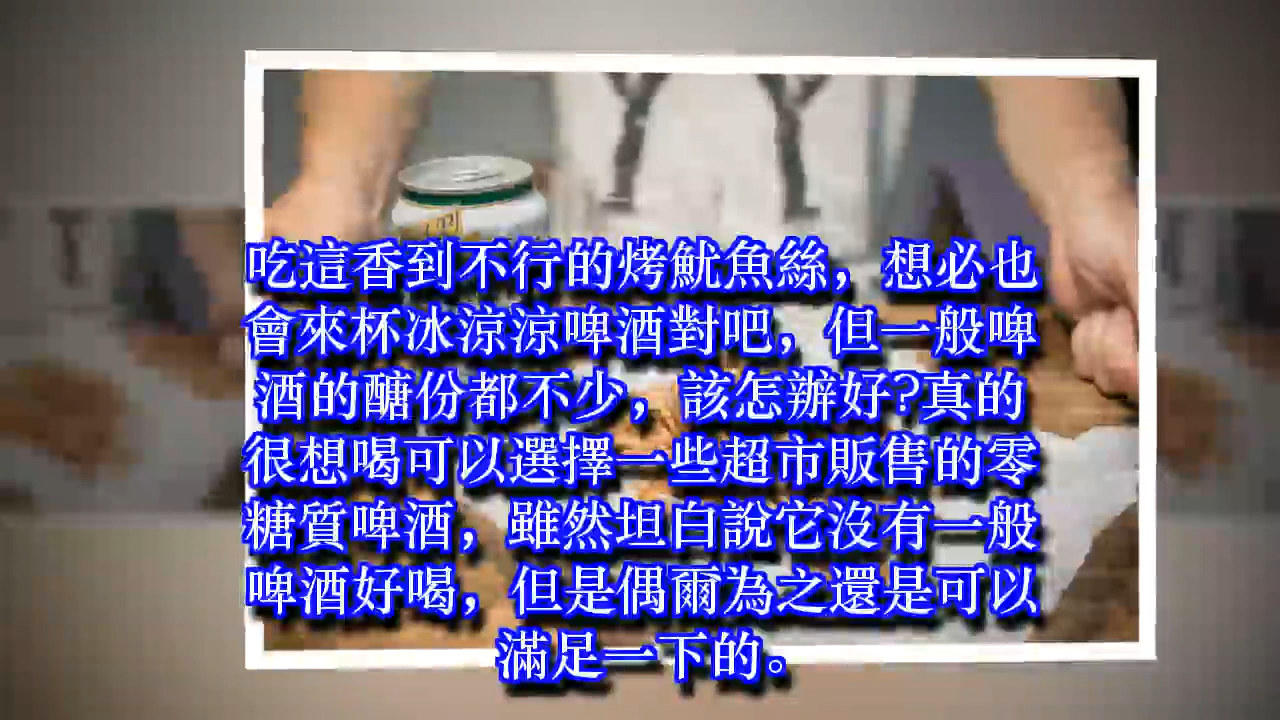 吃這香到不行的烤魷魚絲，想必也
會來杯冰涼涼啤酒對吧，但一般啤
酒的醣份都不少，該怎辦好?真的
很想喝可以選擇一些超市販售的零
糖質啤酒，雖然坦白說它沒有一般
啤酒好喝，但是偶爾為之還是可以
滿足一下的。